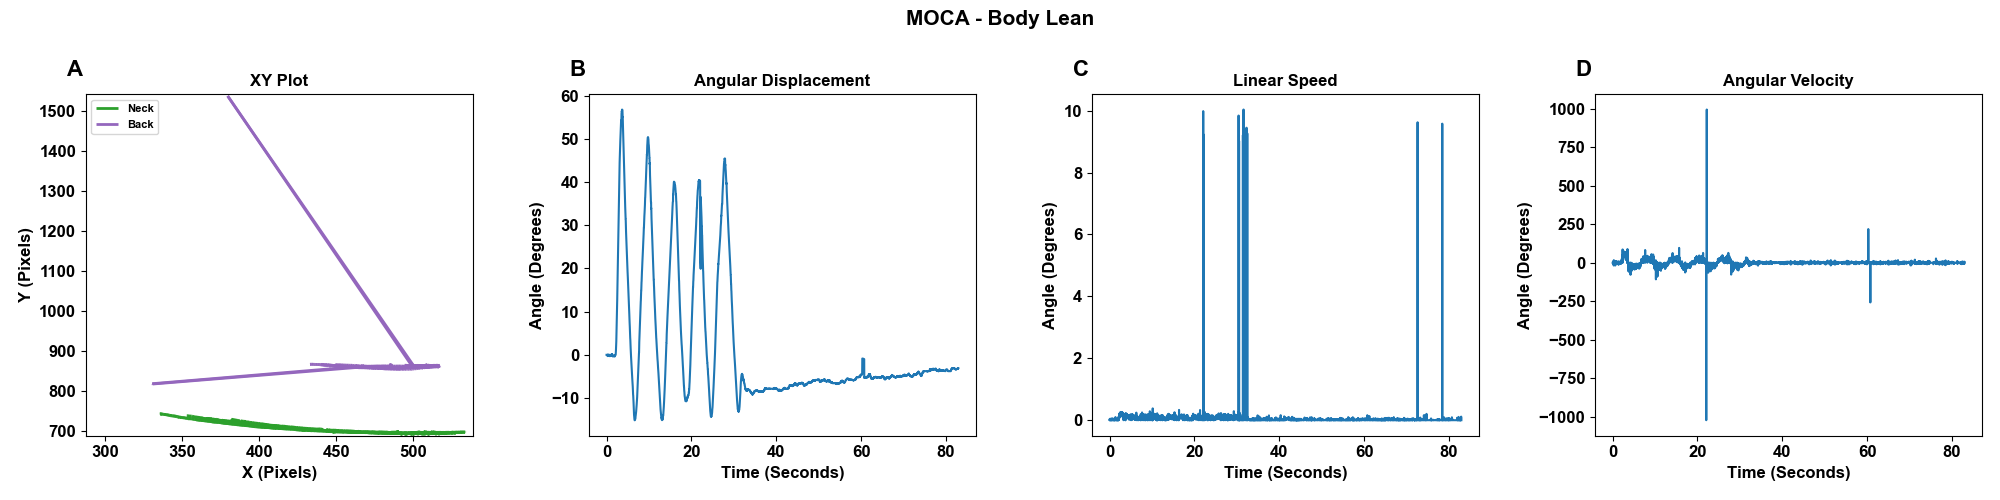 MOCA - Body Lean
A
XY Plot
Neck
Back
1500
1400
1300
1200
1100
1000
900
800
700
Y (Pixels)
300 350 400 450 500
X (Pixels)
B
Angular Displacement
60
50
40
30
20
10
0
−10
Angle (Degrees)
0 20 40 60 80
Time (Seconds)
C
Linear Speed
10
8
6
4
2
0
Angle (Degrees)
0 20 40 60 80
Time (Seconds)
D
Angular Velocity
1000
750
500
250
0
−250
−500
−750
−1000
Angle (Degrees)
0 20 40 60 80
Time (Seconds)